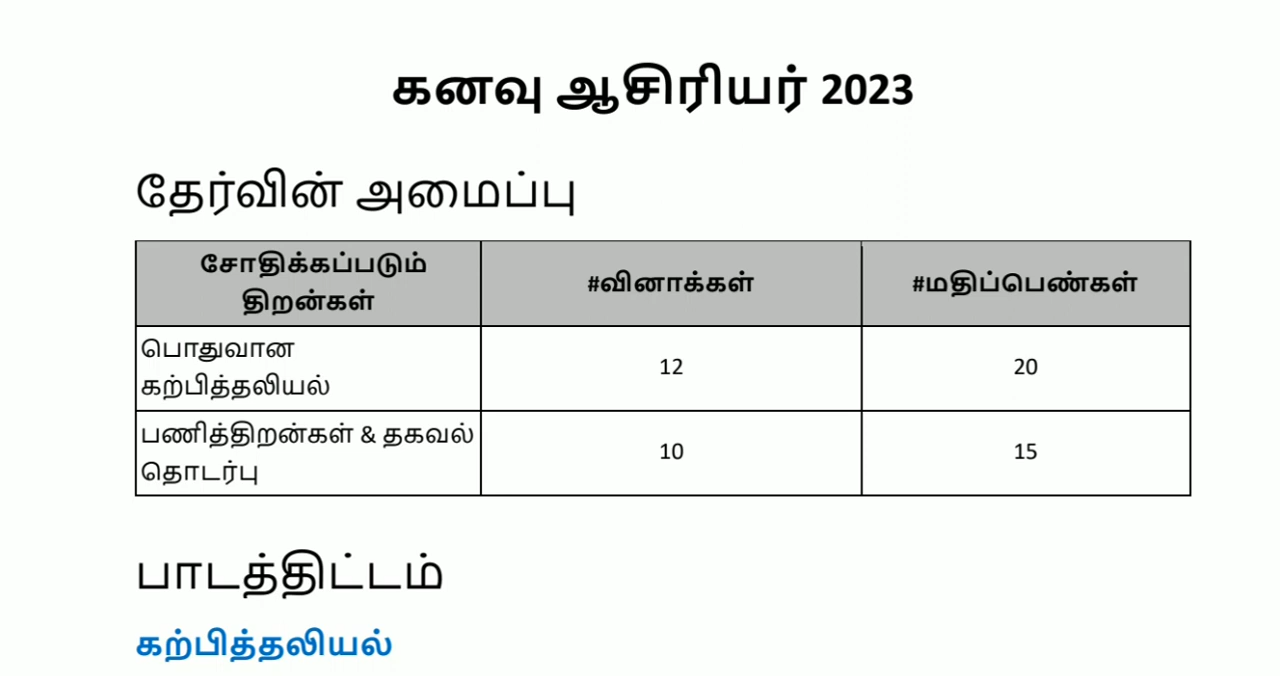 கனவு ஆசிரியர் 2023
தேர்வின் அமைப்பு
சோதிக்கப்படும்
திறன்கள்
#வினாக்கள்
#மதிப்பெண்கள்
பொதுவான
கற்பித்தலியல்
12
20
பணித்திறன்கள் & தகவல்
தொடர்பு
10
15
பாடத்திட்டம்
கற்பித்தலியல்